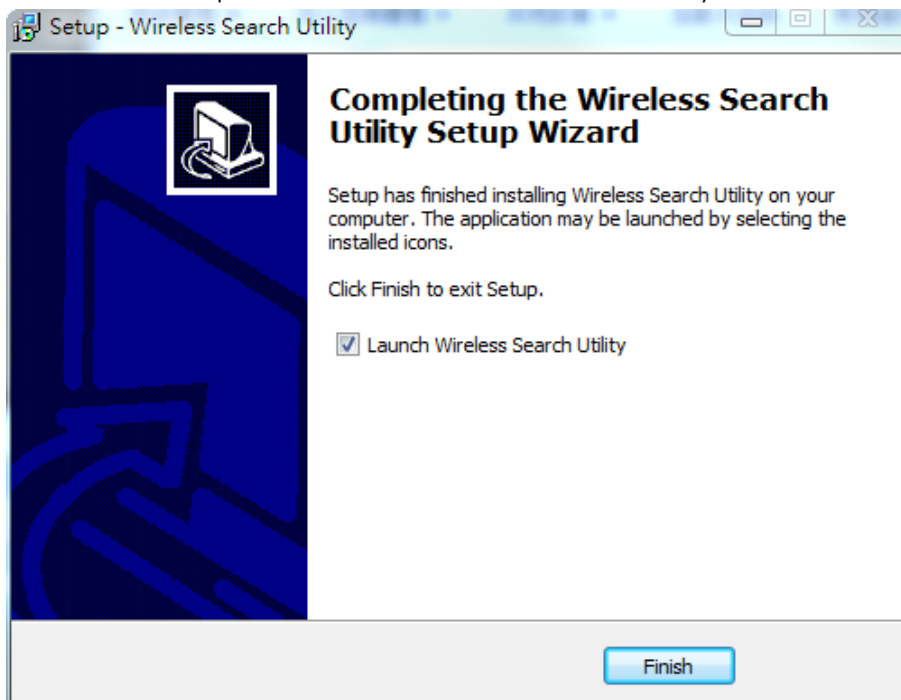 Setup - Wireless Search Utility
Completing the Wireless Search
Utility Setup Wizard
Setup has finished installing Wireless Search Utility on your
computer. The application may be launched by selecting the
installed icons.
Click Finish to exit Setup.
Launch Wireless Search Utility
Finish